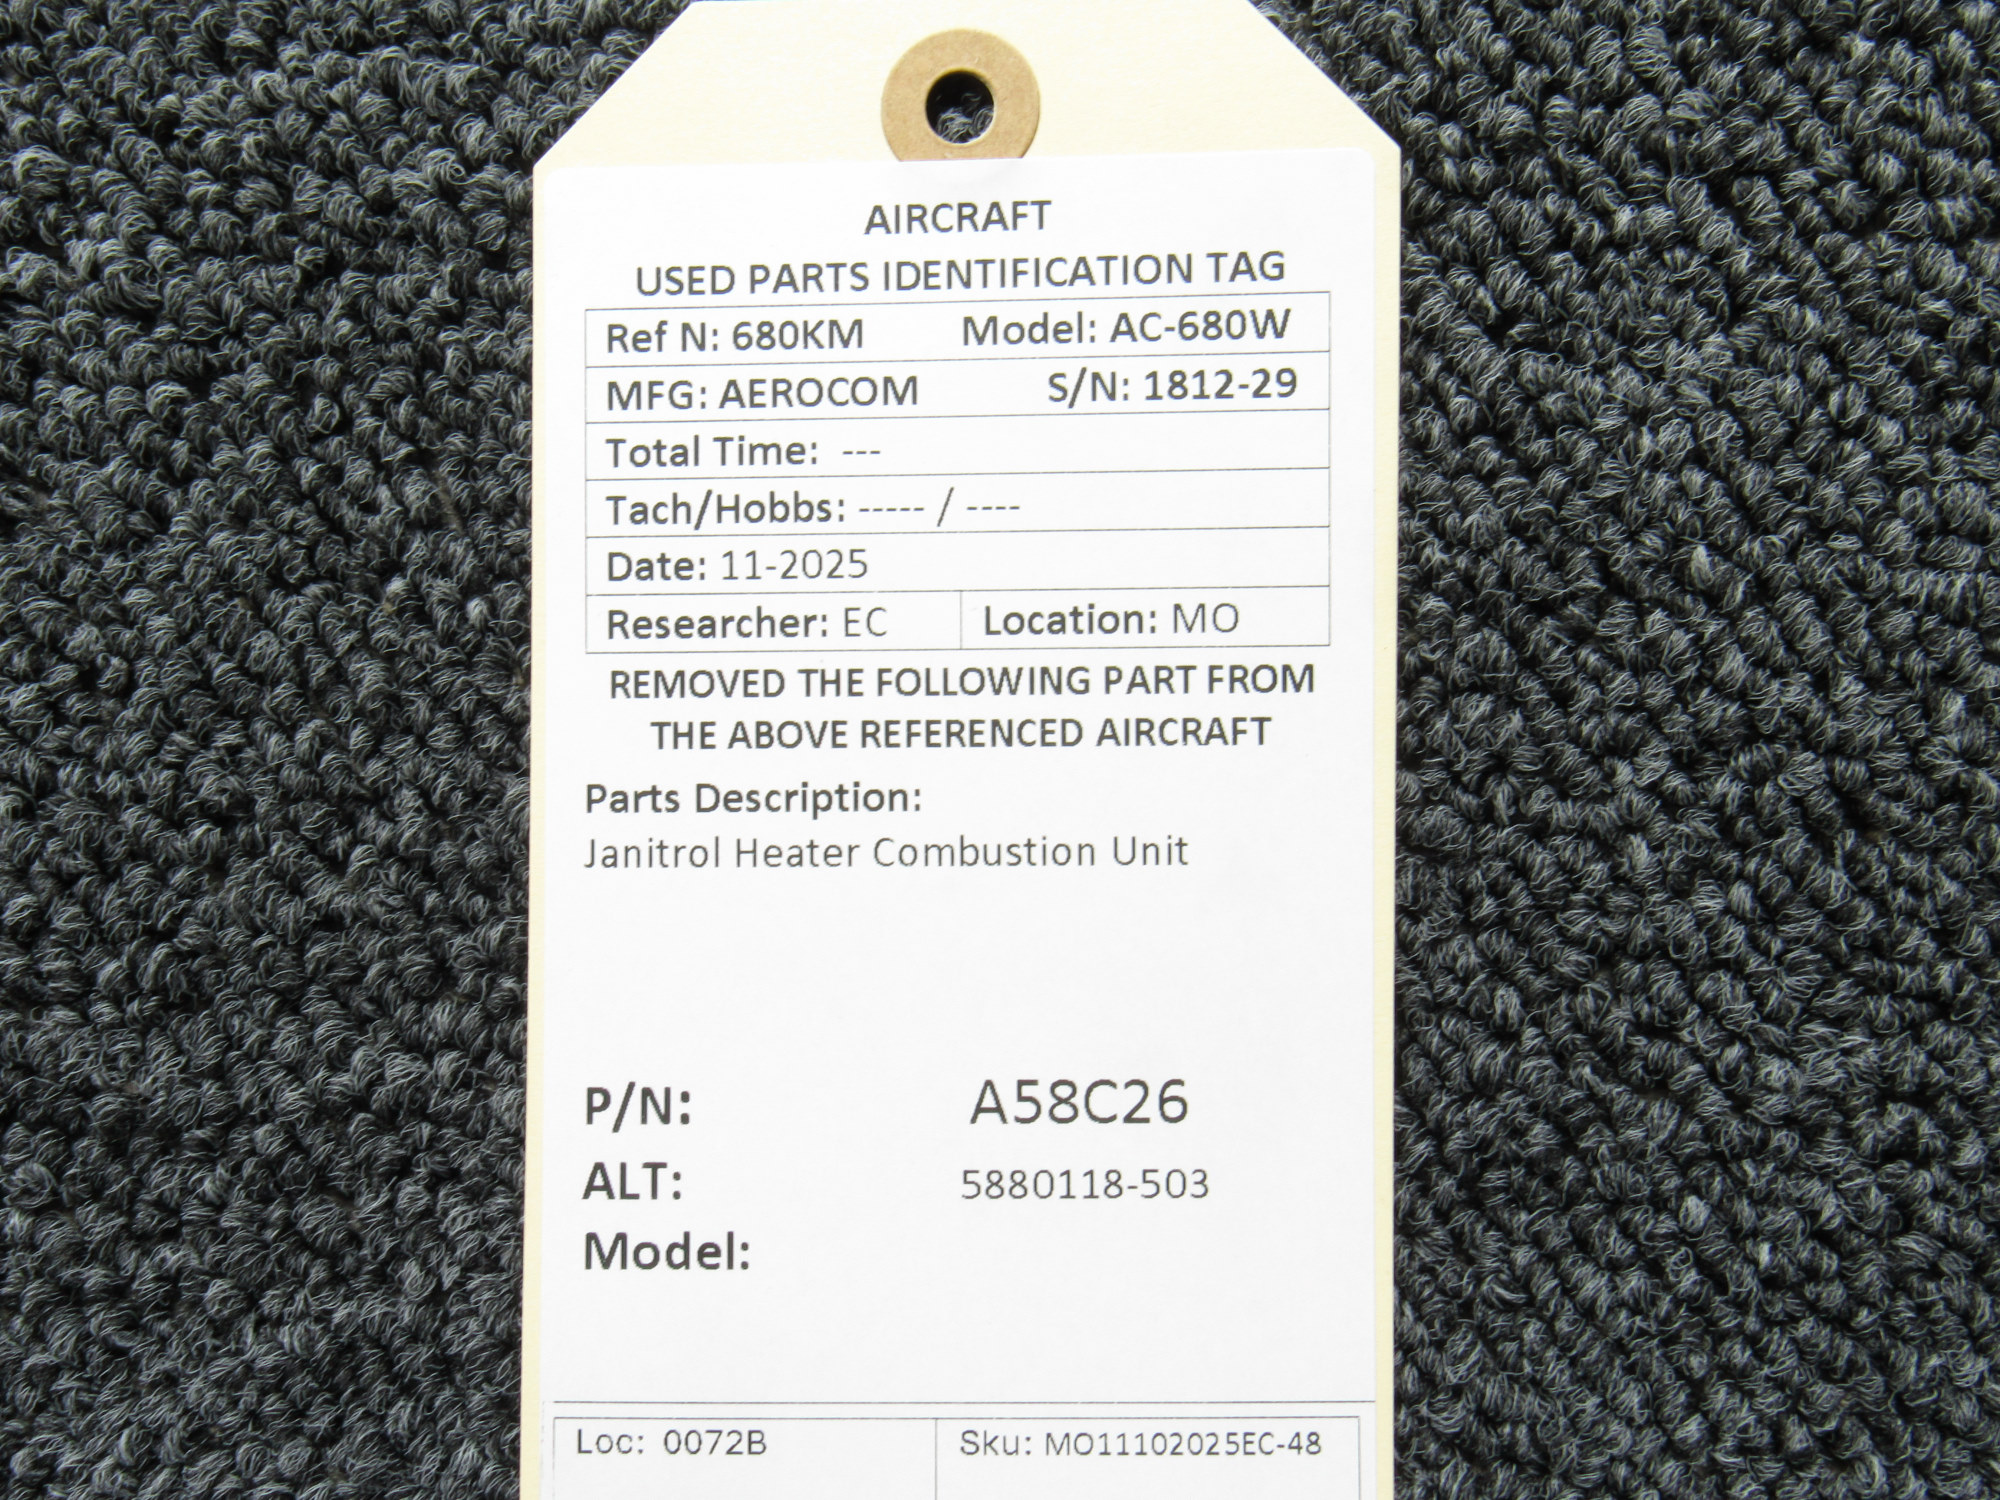 AIRCRAFT
USED PARTS IDENTIFICATION TAG
Ref N: 680KM Model: AC-680W
MFG: AEROCOM S/N: 1812-29
Total Time: ---
Tach/Hobbs: ----- / ----
Date: 11-2025
Researcher: EC Location: MO
REMOVED THE FOLLOWING PART FROM
THE ABOVE REFERENCED AIRCRAFT
Parts Description:
Janitrol Heater Combustion Unit
P/N: A58C26
ALT: 5880118-503
Model:
Loc: 0072B Sku: MO11102025EC-48